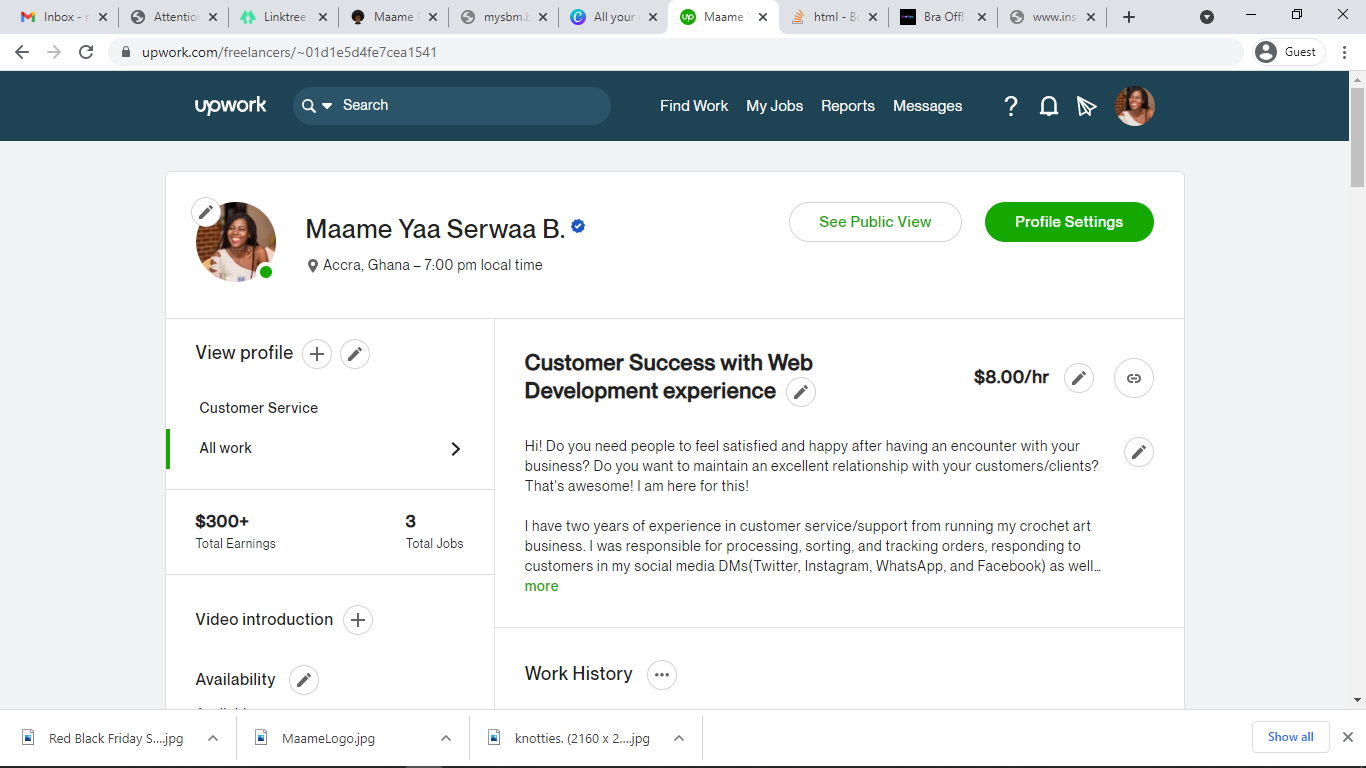 Inbox - n
Attention
Linktree
Maame
mysbm.b
All your
Maame
html - Bo
Bra Offl
www.ins
upwork.com/freelancers/~01d1e5d4fe7cea1541
Guest
upwork
Search
Find Work
My Jobs
Reports
Messages
Maame Yaa Serwaa B.
Accra, Ghana – 7:00 pm local time
See Public View
Profile Settings
View profile
Customer Service
All work
$300+
Total Earnings
3
Total Jobs
Video introduction
Availability
Customer Success with Web
Development experience
$8.00/hr
Hi! Do you need people to feel satisfied and happy after having an encounter with your
business? Do you want to maintain an excellent relationship with your customers/clients?
That's awesome! I am here for this!
I have two years of experience in customer service/support from running my crochet art
business. I was responsible for processing, sorting, and tracking orders, responding to
customers in my social media DMs(Twitter, Instagram, WhatsApp, and Facebook) as well…
more
Work History
Red Black Friday S....jpg
MaameLogo.jpg
knotties. (2160 x 2....jpg
Show all